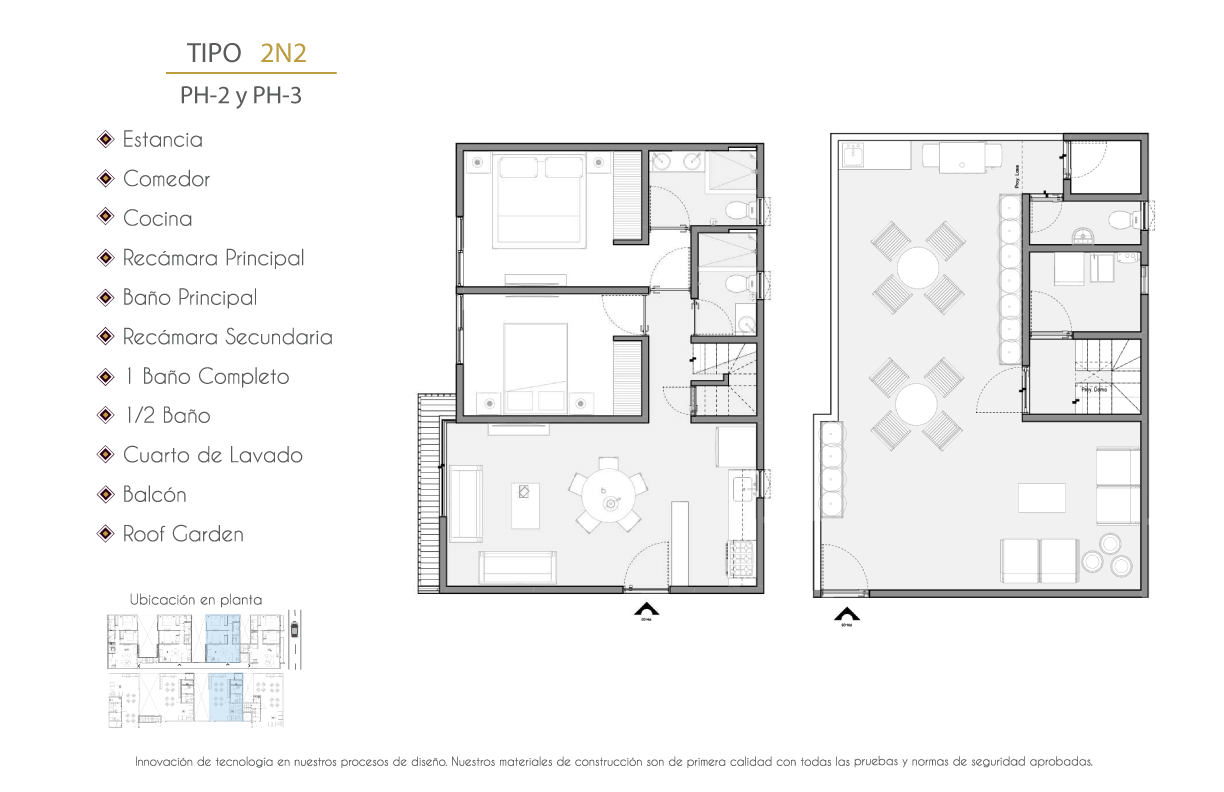 TIPO 2N2
PH-2 y PH-3
Estancia
Comedor
Cocina
Recámara Principal
Baño Principal
Recámara Secundaria
1 Baño Completo
1/2 Baño
Cuarto de Lavado
Balcón
Roof Garden
Ubicación en planta
Proy. Losa
Proy. Domo
Innovación de tecnología en nuestros procesos de diseño. Nuestros materiales de construcción son de primera calidad con todas las pruebas y normas de seguridad aprobadas.